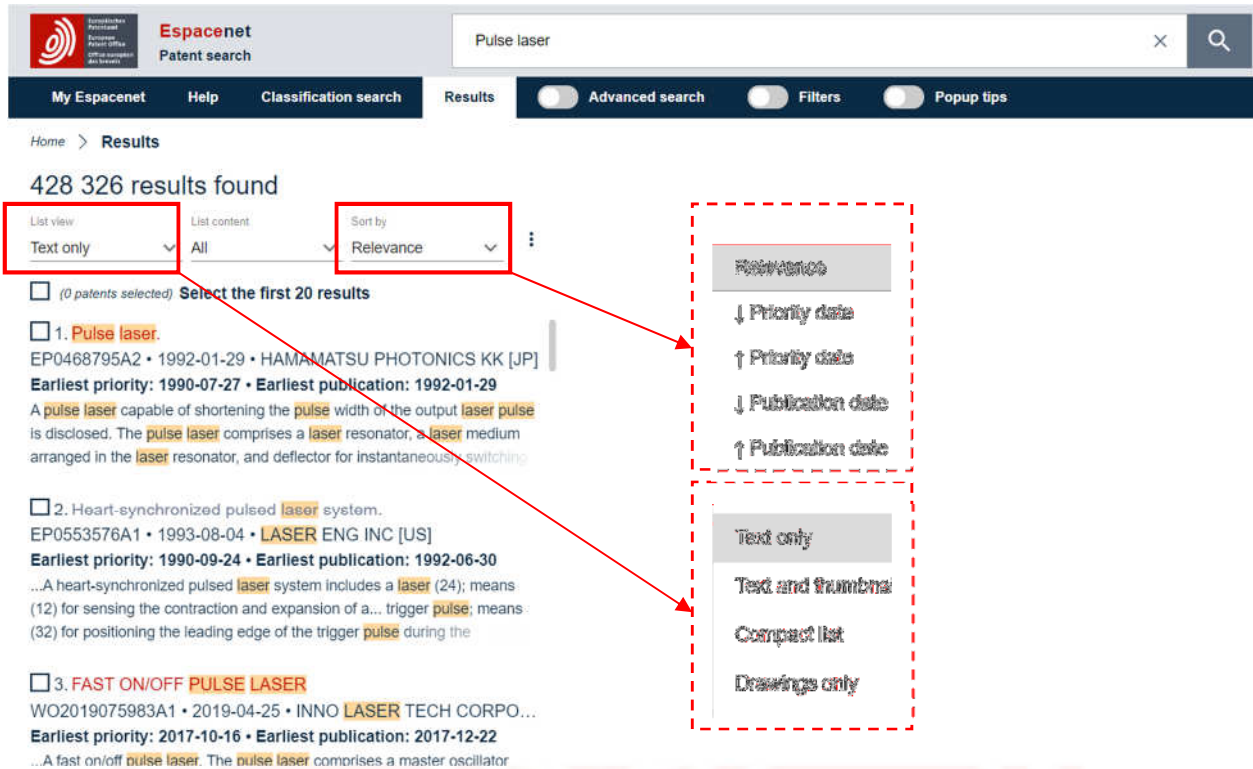 Europäisches
Patentamt
European
Patent Office
Office européen
des brevets
Espacenet
Patent search
Pulse laser
My Espacenet Help Classification search Results Advanced search Filters Popup tips
Home > Results
428 326 results found
List view List content Sort by
Text only All Relevance
(0 patents selected) Select the first 20 results
1. Pulse laser.
EP0468795A2 • 1992-01-29 • HAMAMATSU PHOTONICS KK [JP]
Earliest priority: 1990-07-27 • Earliest publication: 1992-01-29
A pulse laser capable of shortening the pulse width of the output laser pulse
is disclosed. The pulse laser comprises a laser resonator, a laser medium
arranged in the laser resonator, and deflector for instantaneously switching
2. Heart-synchronized pulsed laser system.
EP0553576A1 • 1993-08-04 • LASER ENG INC [US]
Earliest priority: 1990-09-24 • Earliest publication: 1992-06-30
...A heart-synchronized pulsed laser system includes a laser (24); means
(12) for sensing the contraction and expansion of a... trigger pulse; means
(32) for positioning the leading edge of the trigger pulse during the
3. FAST ON/OFF PULSE LASER
WO2019075983A1 • 2019-04-25 • INNO LASER TECH CORPO...
Earliest priority: 2017-10-16 • Earliest publication: 2017-12-22
...A fast on/off pulse laser. The pulse laser comprises a master oscillator
Relevance
↓ Priority date
↑ Priority date
↓ Publication date
↑ Publication date
Text only
Text and thumbnai
Compact list
Drawings only